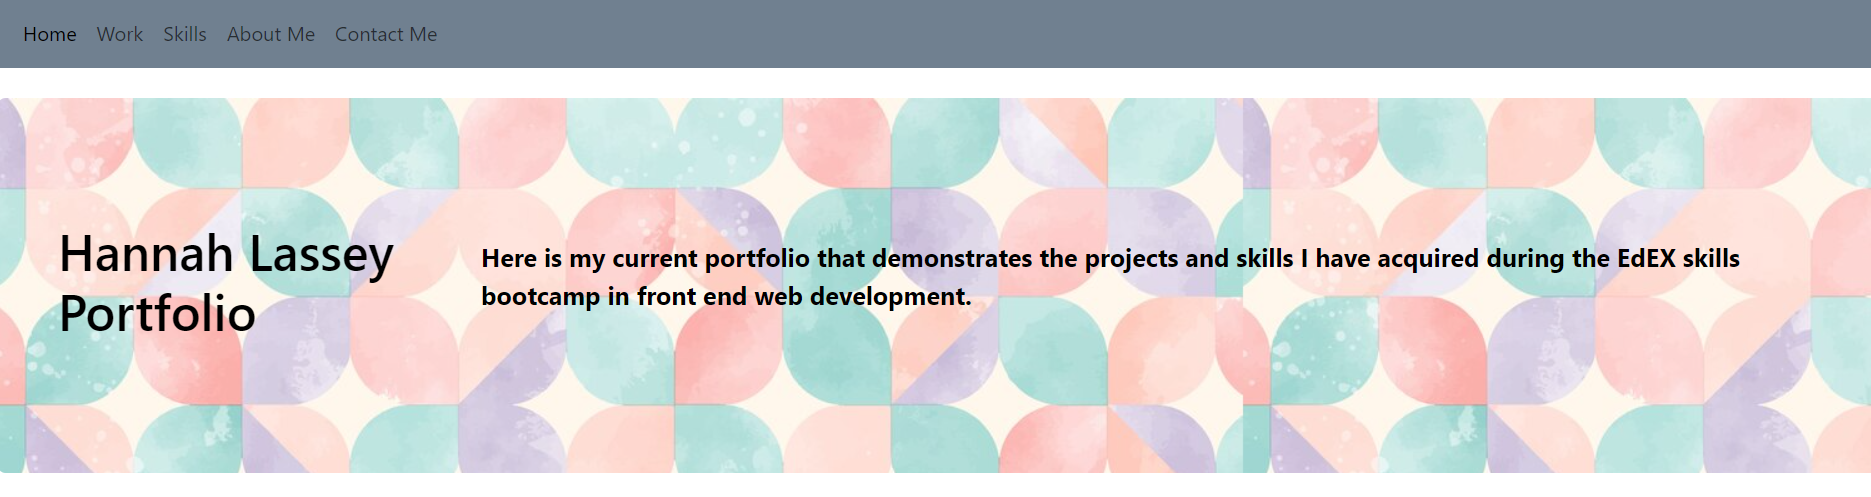 Home Work Skills About Me Contact Me
Hannah Lassey
Portfolio
Here is my current portfolio that demonstrates the projects and skills I have acquired during the EdEX skills
bootcamp in front end web development.